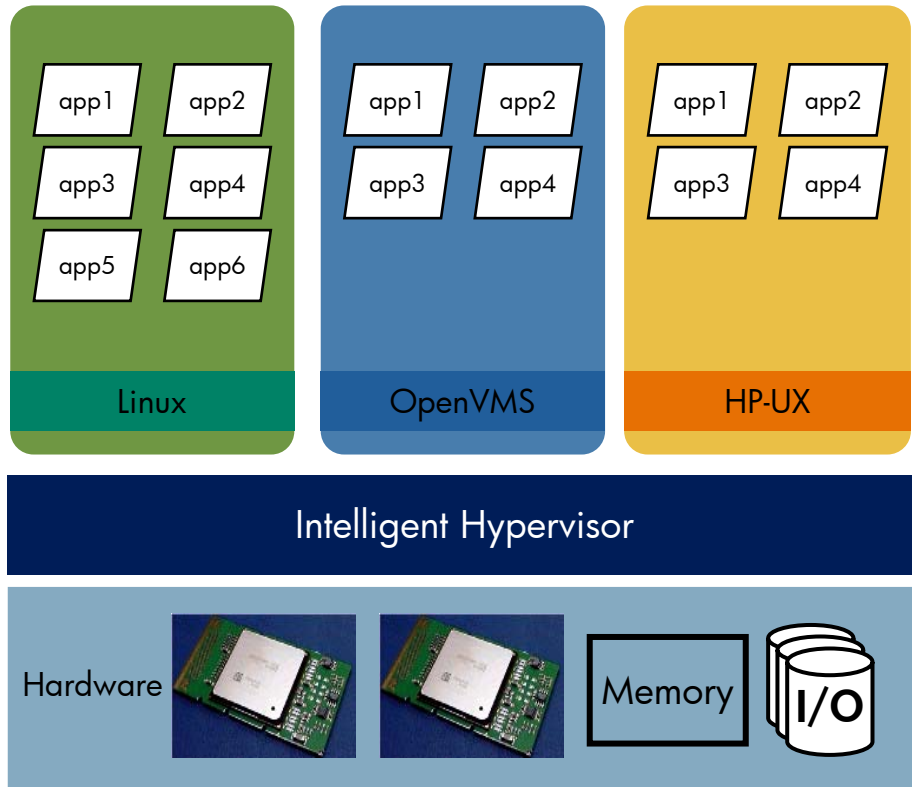 app1 app2
app3 app4
app5 app6
Linux
app1 app2
app3 app4
OpenVMS
app1 app2
app3 app4
HP-UX
Intelligent Hypervisor
Hardware
Memory
I/O